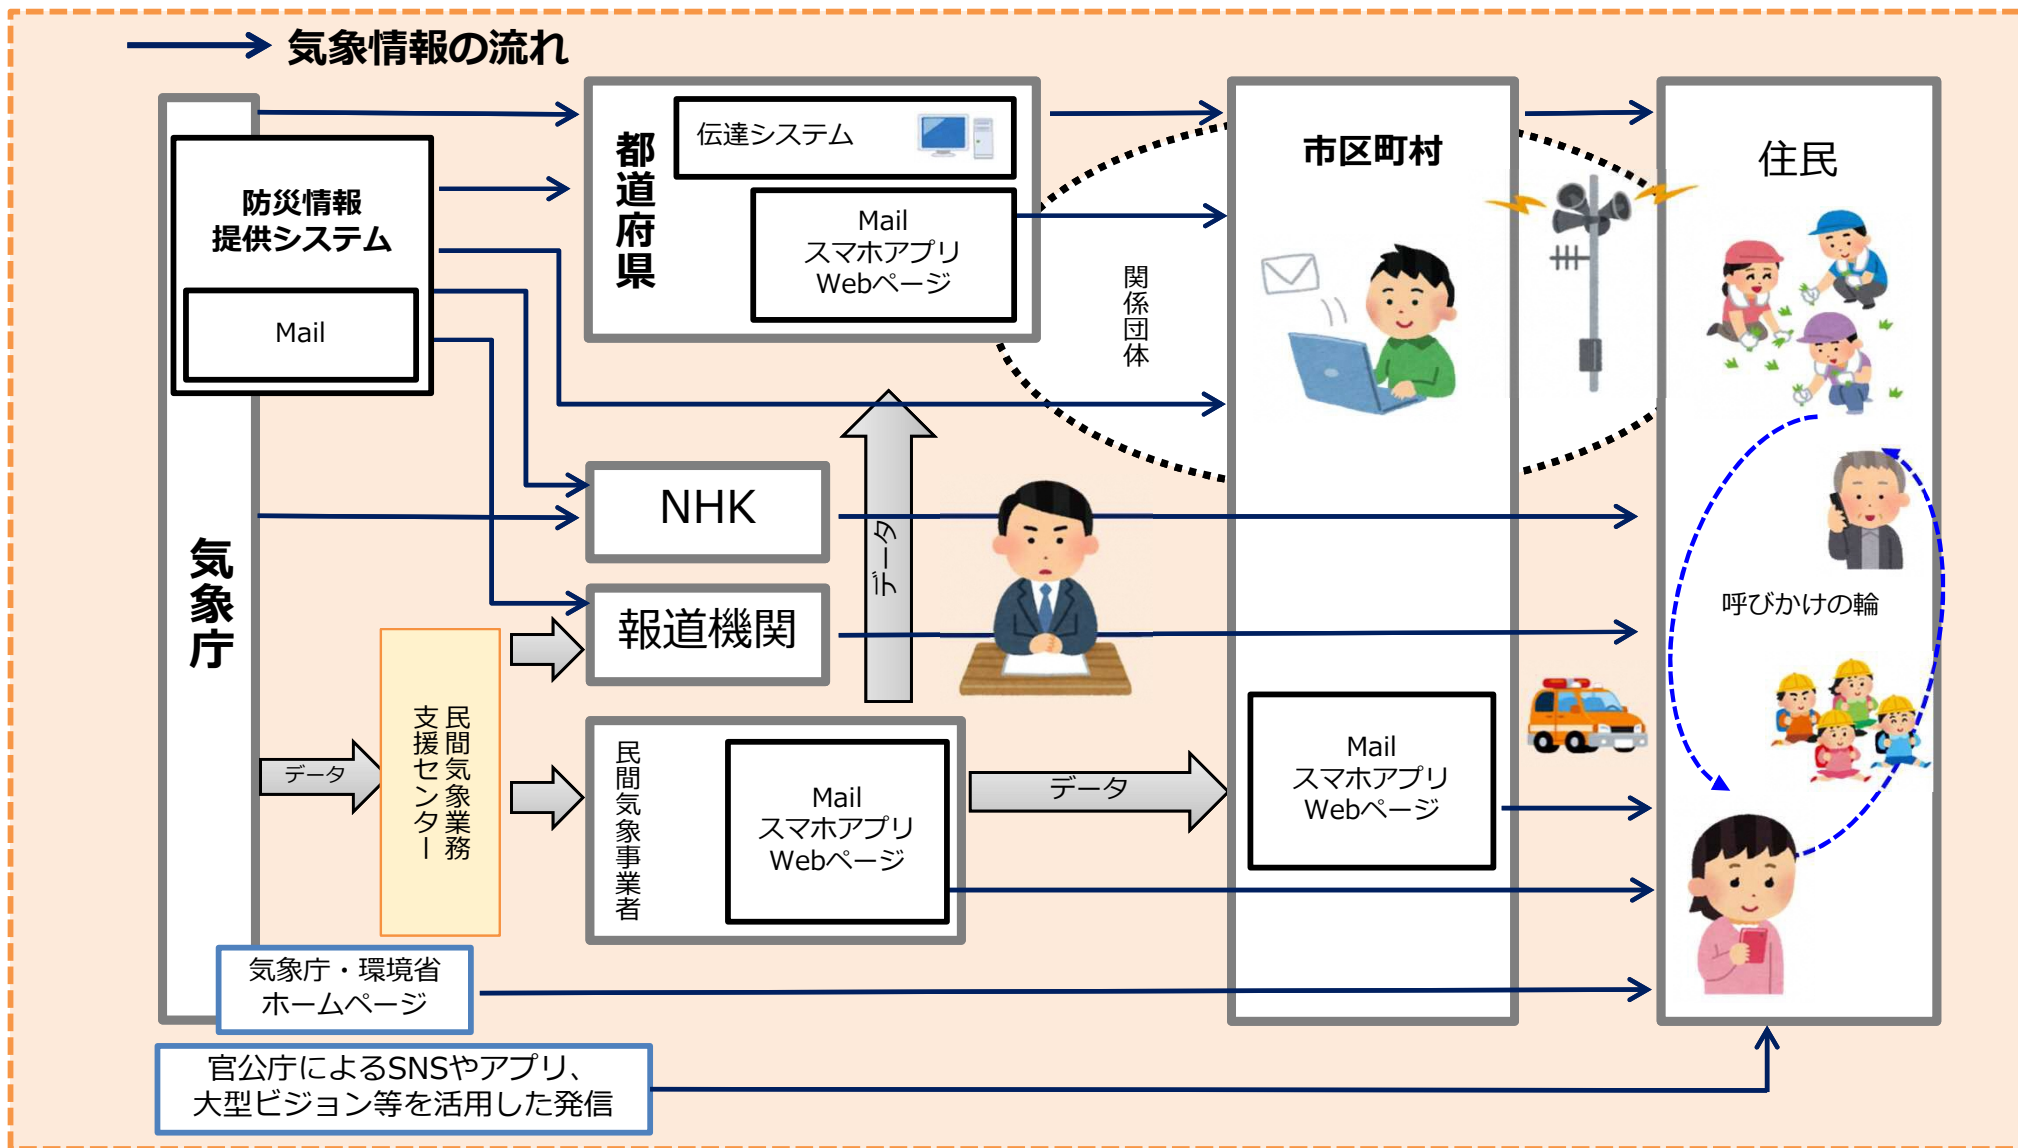 気象情報の流れ
気象庁
防災情報
提供システム
Mail
都道府県
伝達システム
Mail
スマホアプリ
Webページ
関係団体
市区町村
住民
NHK
報道機関
データ
民間気象業務
支援センター
データ
民間気象事業者
Mail
スマホアプリ
Webページ
データ
Mail
スマホアプリ
Webページ
呼びかけの輪
気象庁・環境省
ホームページ
官公庁によるSNSやアプリ、
大型ビジョン等を活用した発信